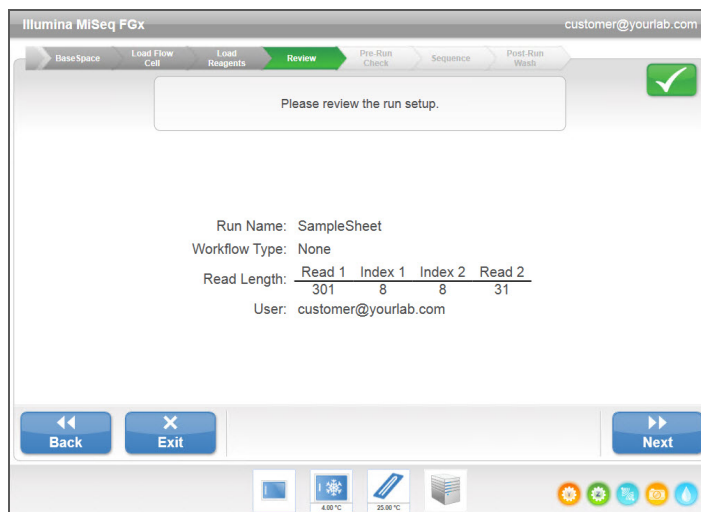 Illumina MiSeq FGx customer@yourlab.com
BaseSpace
Load Flow Cell
Load Reagents
Review
Pre-Run Check
Sequence
Post-Run Wash
Please review the run setup.
Run Name: SampleSheet
Workflow Type: None
Read Length: Read 1 Index 1 Index 2 Read 2
301 8 8 31
User: customer@yourlab.com
Back
Exit
Next
4.00 °C
25.00 °C